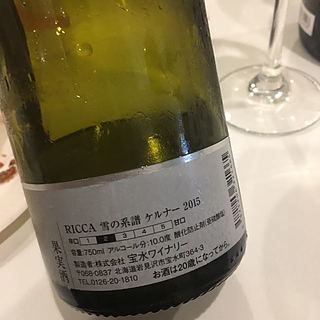 RICCA 雪の系譜 ケルナー 2015
果実酒
辛口 1 2 3 4 5 甘口
容量:750ml アルコール分:10.0度 酸化防止剤(亜硫酸塩)
製造者:株式会社 宝水ワイナリー
〒068-0837 北海道岩見沢市宝水町364-3
TEL.0126-20-1810 お酒は20歳になってから。